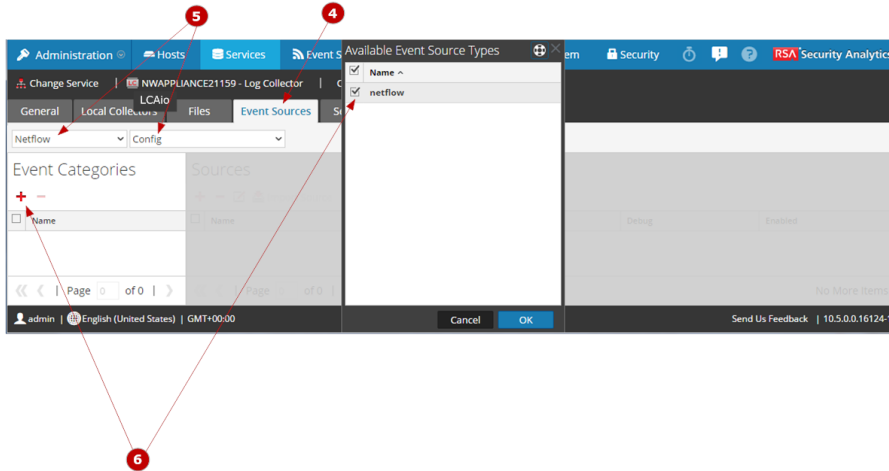 5
4
Administration
Hosts
Services
Event S
Available Event Source Types
em
Security
RSA Security Analytics
Change Service | NWAPPLIANCE21159 - Log Collector | C
LCAio
Name
General
Local Collectors
Files
Event Sources
netflow
Netflow
Config
Event Categories
Sources
Name
Name
Debug
Enabled
Page 0 of 0
Page of 0
No More Items
admin | English (United States) | GMT+00:00
Cancel
OK
Send Us Feedback | 10.5.0.0.16124-1
6